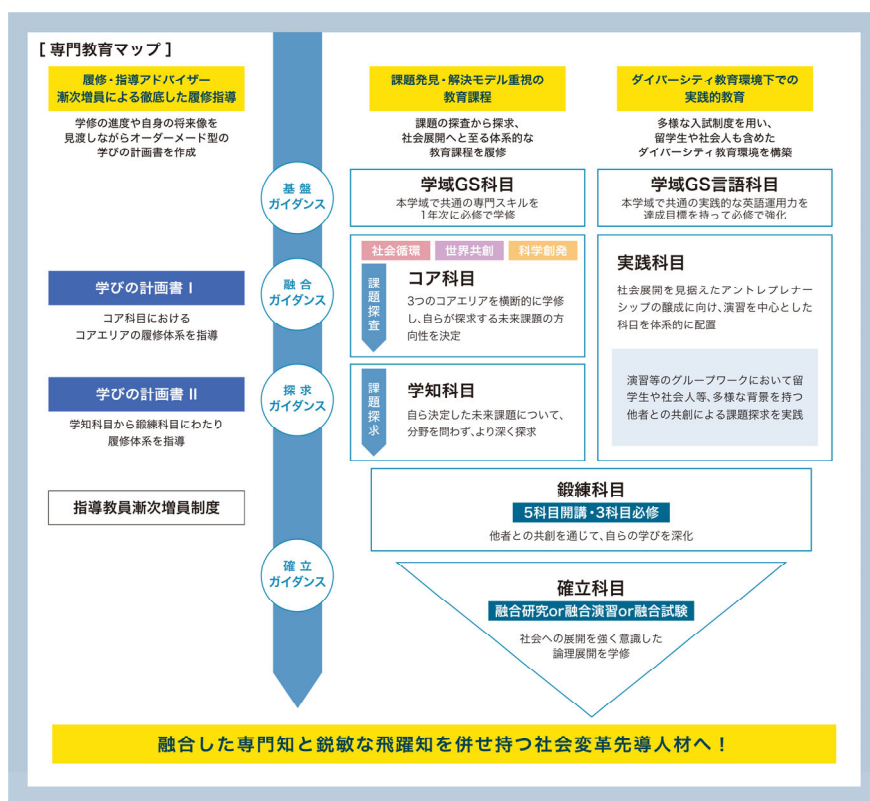 [ 専門教育マップ ]
履修・指導アドバイザー
漸次増員による徹底した履修指導
学修の進度や自身の将来像を
見渡しながらオーダーメード型の
学びの計画書を作成
課題発見・解決モデル重視の
教育課程
課題の探査から探求、
社会展開へと至る体系的な
教育課程を履修
ダイバーシティ教育環境下での
実践的教育
多様な入試制度を用い、
留学生や社会人も含めた
ダイバーシティ教育環境を構築
基盤
ガイダンス
学域GS科目
本学域で共通の専門スキルを
1年次に必修で学修
学域GS言語科目
本学域で共通の実践的な英語運用力を
達成目標を持って必修で強化
学びの計画書 I
コア科目における
コアエリアの履修体系を指導
融合
ガイダンス
社会循環
世界共創
科学創発
課題探査
コア科目
3つのコアエリアを横断的に学修
し、自らが探求する未来課題の方
向性を決定
実践科目
社会展開を見据えたアントレプレナー
シップの醸成に向け、演習を中心とした
科目を体系的に配置
演習等のグループワークにおいて留
学生や社会人等、多様な背景を持つ
他者との共創による課題探求を実践
学びの計画書 II
学知科目から鍛練科目にわたり
履修体系を指導
探求
ガイダンス
課題探求
学知科目
自ら決定した未来課題について、
分野を問わず、より深く探求
指導教員漸次増員制度
鍛練科目
5科目開講・3科目必修
他者との共創を通じて、自らの学びを深化
確立
ガイダンス
確立科目
融合研究or融合演習or融合試験
社会への展開を強く意識した
論理展開を学修
融合した専門知と鋭敏な飛躍知を併せ持つ社会変革先導人材へ！